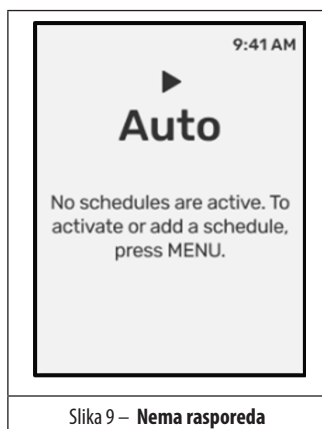 9:41 AM
Auto
No schedules are active. To
activate or add a schedule,
press MENU.
Slika 9 – Nema rasporeda